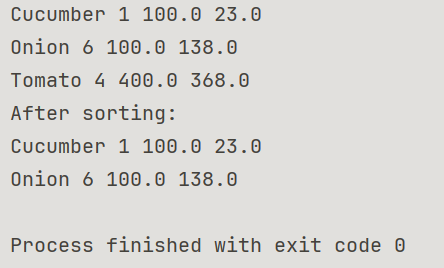 Cucumber 1 100.0 23.0
Onion 6 100.0 138.0
Tomato 4 400.0 368.0
After sorting:
Cucumber 1 100.0 23.0
Onion 6 100.0 138.0
Process finished with exit code 0